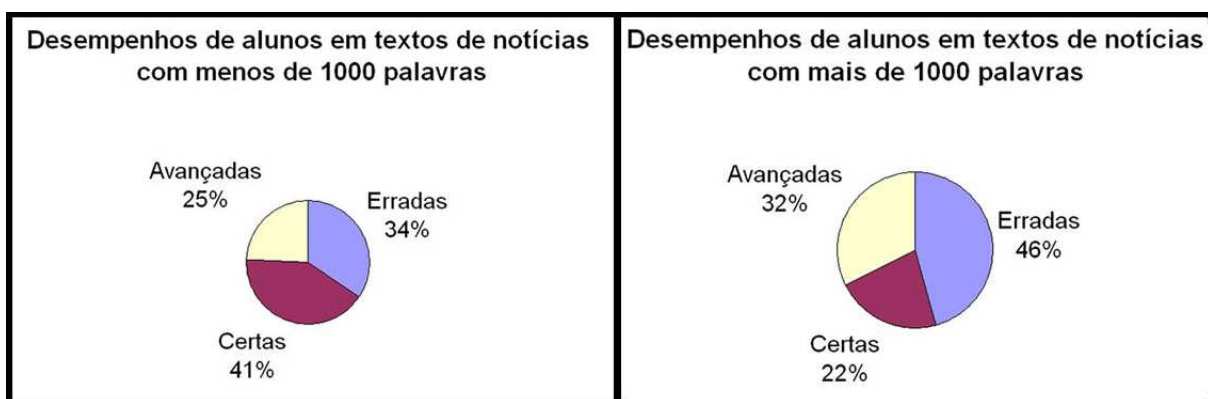 Desempenhos de alunos em textos de notícias
com menos de 1000 palavras
Avançadas
25%
Erradas
34%
Certas
41%
Desempenhos de alunos em textos de notícias
com mais de 1000 palavras
Avançadas
32%
Erradas
46%
Certas
22%